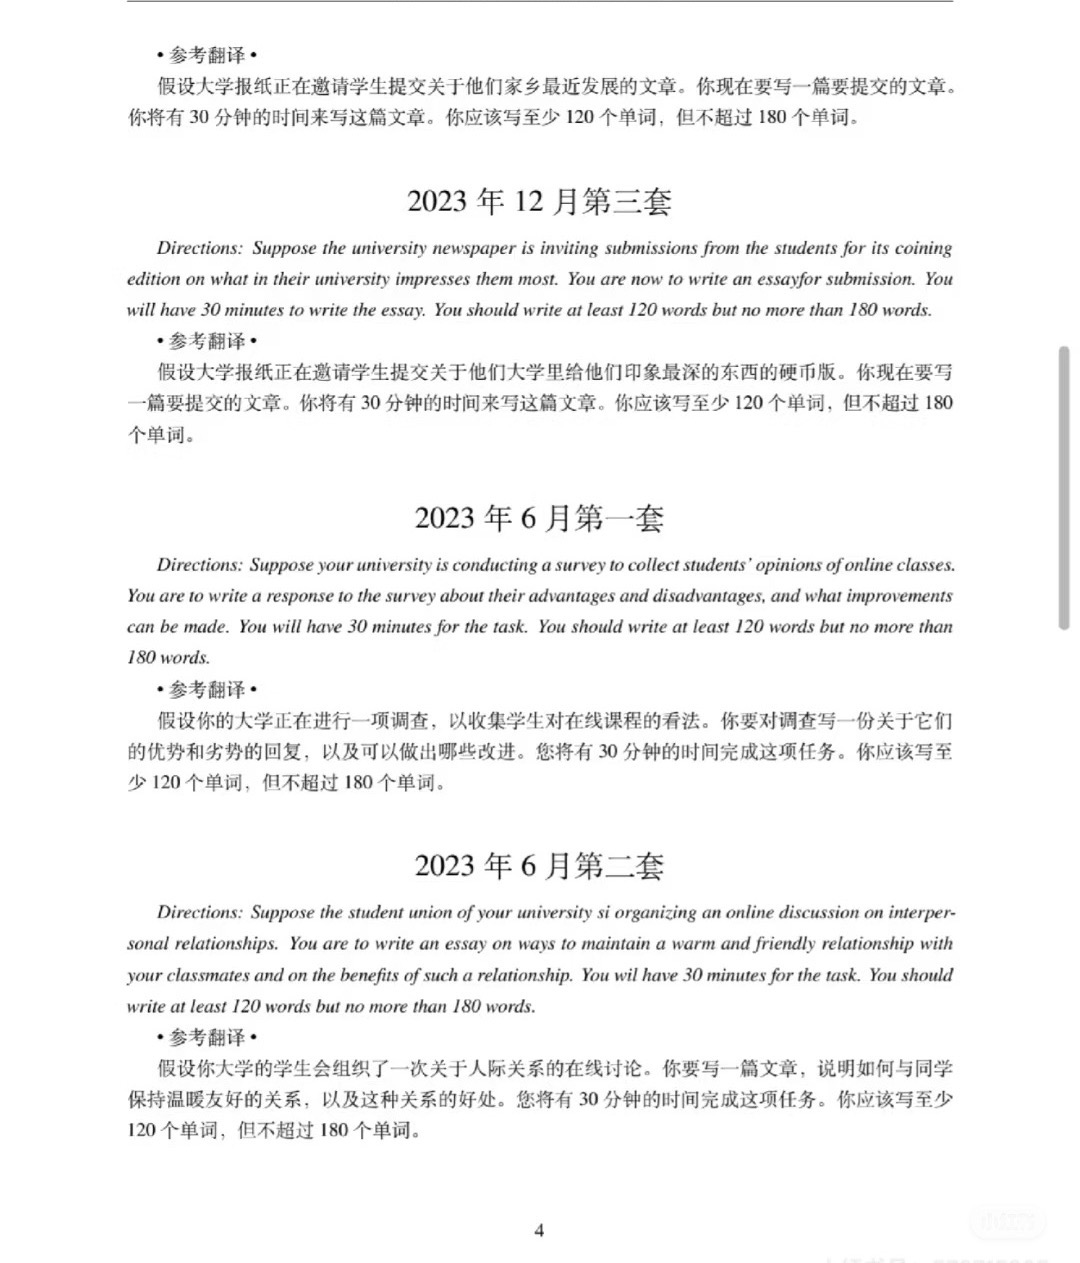 • 参考翻译 •
假设大学报纸正在邀请学生提交关于他们家乡最近发展的文章。你现在要写一篇要提交的文章。
你将有 30 分钟的时间来写这篇文章。你应该写至少 120 个单词，但不超过 180 个单词。
2023 年 12 月第三套
Directions: Suppose the university newspaper is inviting submissions from the students for its coining
edition on what in their university impresses them most. You are now to write an essayfor submission. You
will have 30 minutes to write the essay. You should write at least 120 words but no more than 180 words.
• 参考翻译 •
假设大学报纸正在邀请学生提交关于他们大学里给他们印象最深的东西的硬币版。你现在要写
一篇要提交的文章。你将有 30 分钟的时间来写这篇文章。你应该写至少 120 个单词，但不超过 180
个单词。
2023 年 6 月第一套
Directions: Suppose your university is conducting a survey to collect students’ opinions of online classes.
You are to write a response to the survey about their advantages and disadvantages, and what improvements
can be made. You will have 30 minutes for the task. You should write at least 120 words but no more than
180 words.
• 参考翻译 •
假设你的大学正在进行一项调查，以收集学生对在线课程的看法。你要对调查写一份关于它们
的优势和劣势的回复，以及可以做出哪些改进。您将有 30 分钟的时间完成这项任务。你应该写至
少 120 个单词，但不超过 180 个单词。
2023 年 6 月第二套
Directions: Suppose the student union of your university si organizing an online discussion on interper-
sonal relationships. You are to write an essay on ways to maintain a warm and friendly relationship with
your classmates and on the benefits of such a relationship. You wil have 30 minutes for the task. You should
write at least 120 words but no more than 180 words.
• 参考翻译 •
假设你大学的学生会组织了一次关于人际关系的在线讨论。你要写一篇文章，说明如何与同学
保持温暖友好的关系，以及这种关系的好处。您将有 30 分钟的时间完成这项任务。你应该写至少
120 个单词，但不超过 180 个单词。
4
小红书